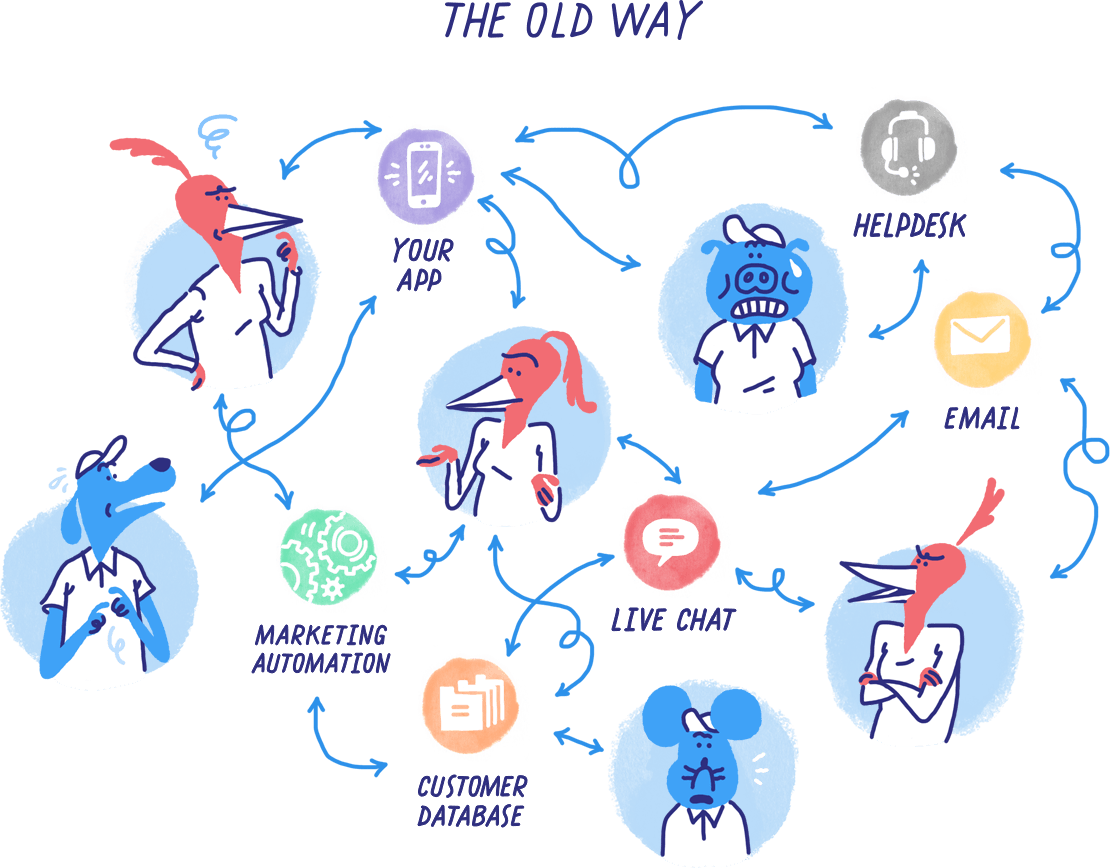 THE OLD WAY
YOUR
APP
HELPDESK
EMAIL
LIVE CHAT
MARKETING
AUTOMATION
CUSTOMER
DATABASE